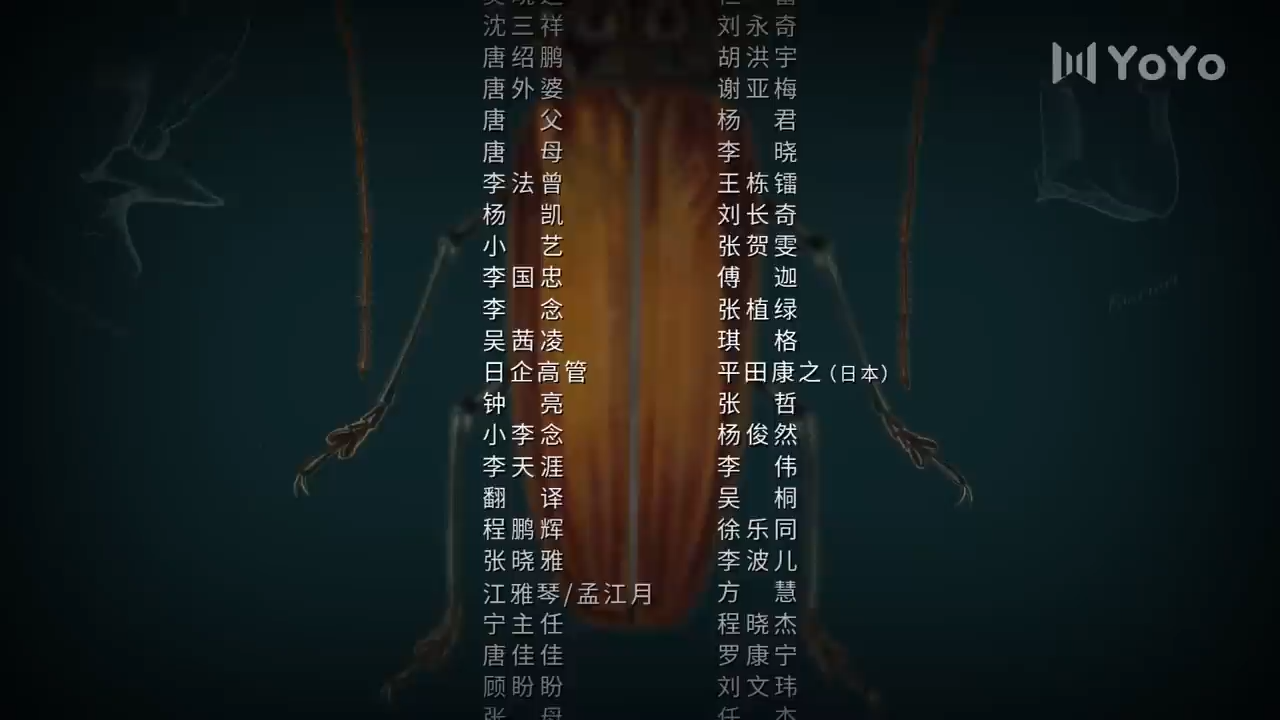 YoYo
沈三祥 刘永奇
唐绍鹏 胡洪宇
唐外婆 谢亚梅
唐父 杨君
唐母 李晓
李法曾 王栋镭
杨凯 刘长奇
小艺 张贺雯
李国忠 傅迦
李念 张植绿
吴茜凌 琪格
日企高管 平田康之（日本）
钟亮 张哲
小李念 杨俊然
李天涯 李伟
翻译 吴桐
程鹏辉 徐乐同
张晓雅 李波儿
江雅琴/孟江月 方慧
宁主任 程晓杰
唐佳佳 罗康宁
顾盼盼 刘文玮
张母 任杰